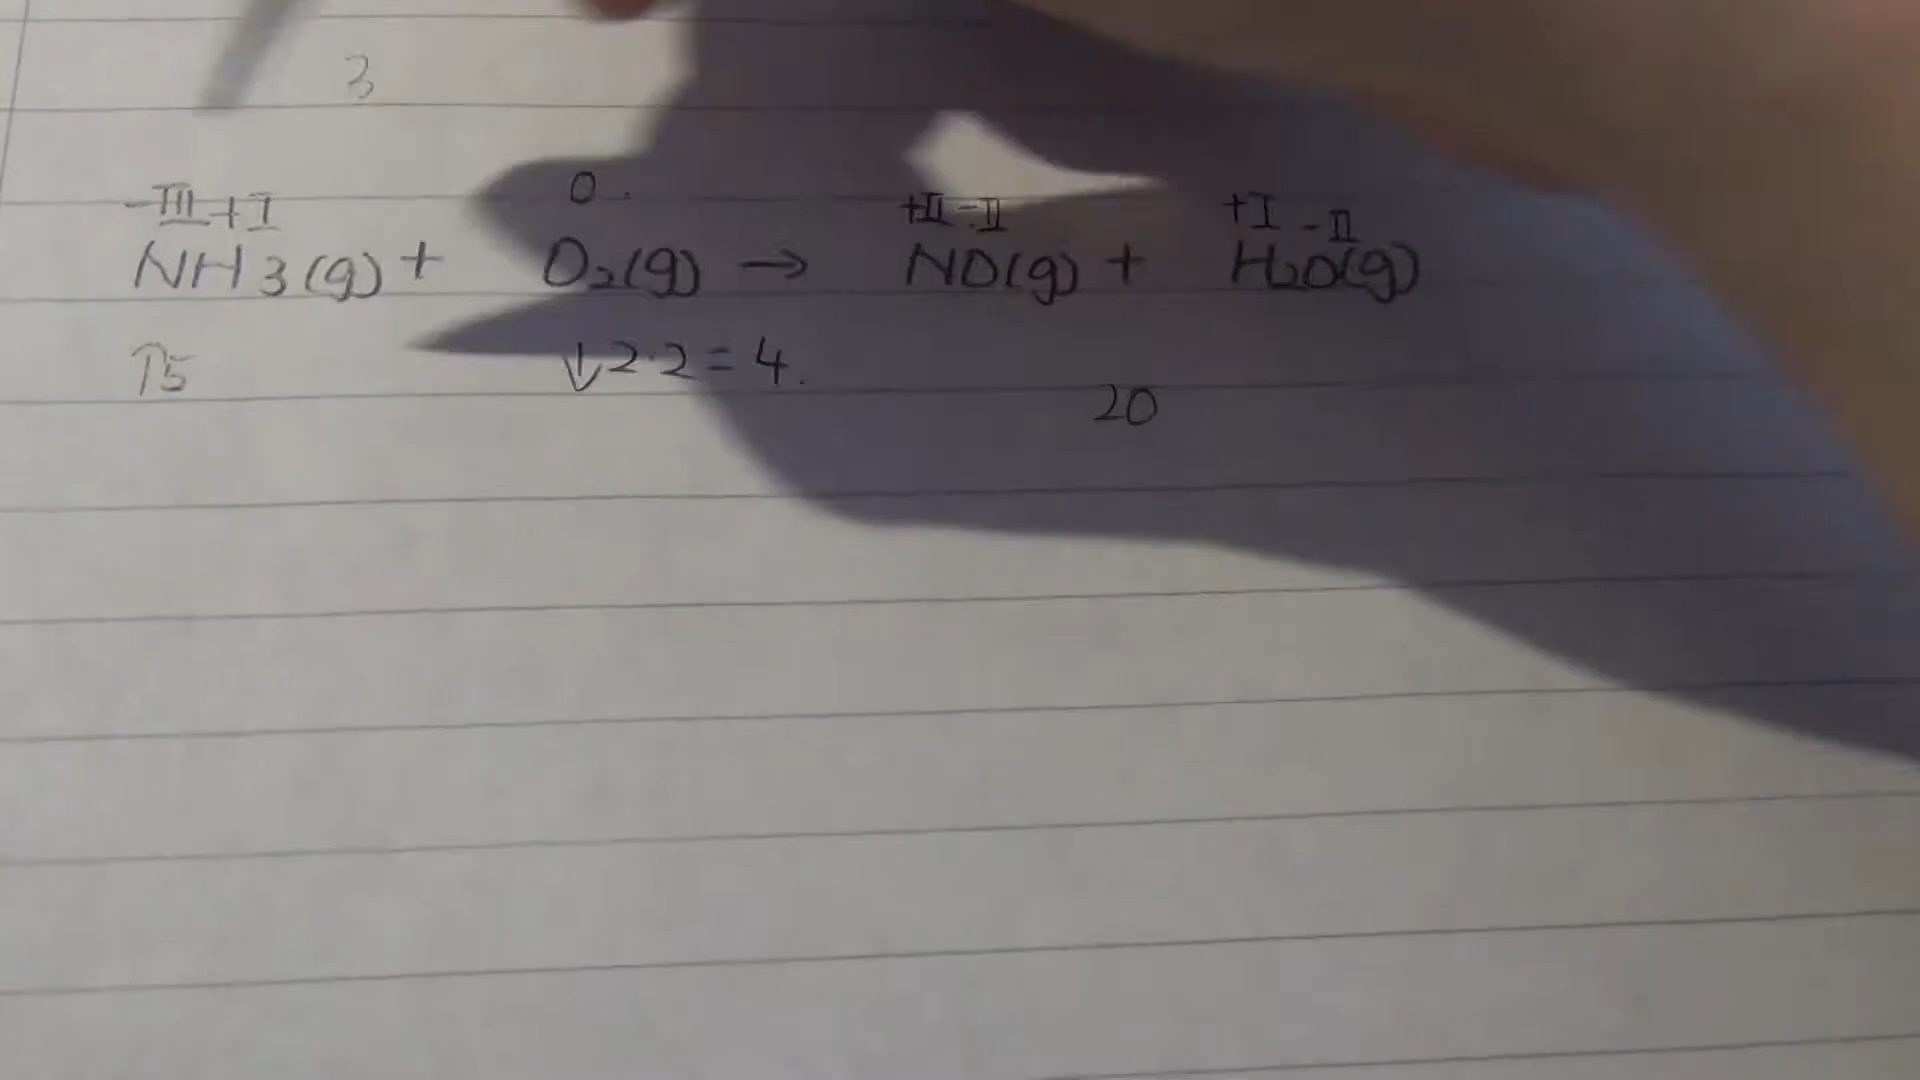 3
-III +I 0. +II -II +I -II
NH3(g) + O₂(g) → NO(g) + H₂O(g)
↑5 ↓2·2=4.
20